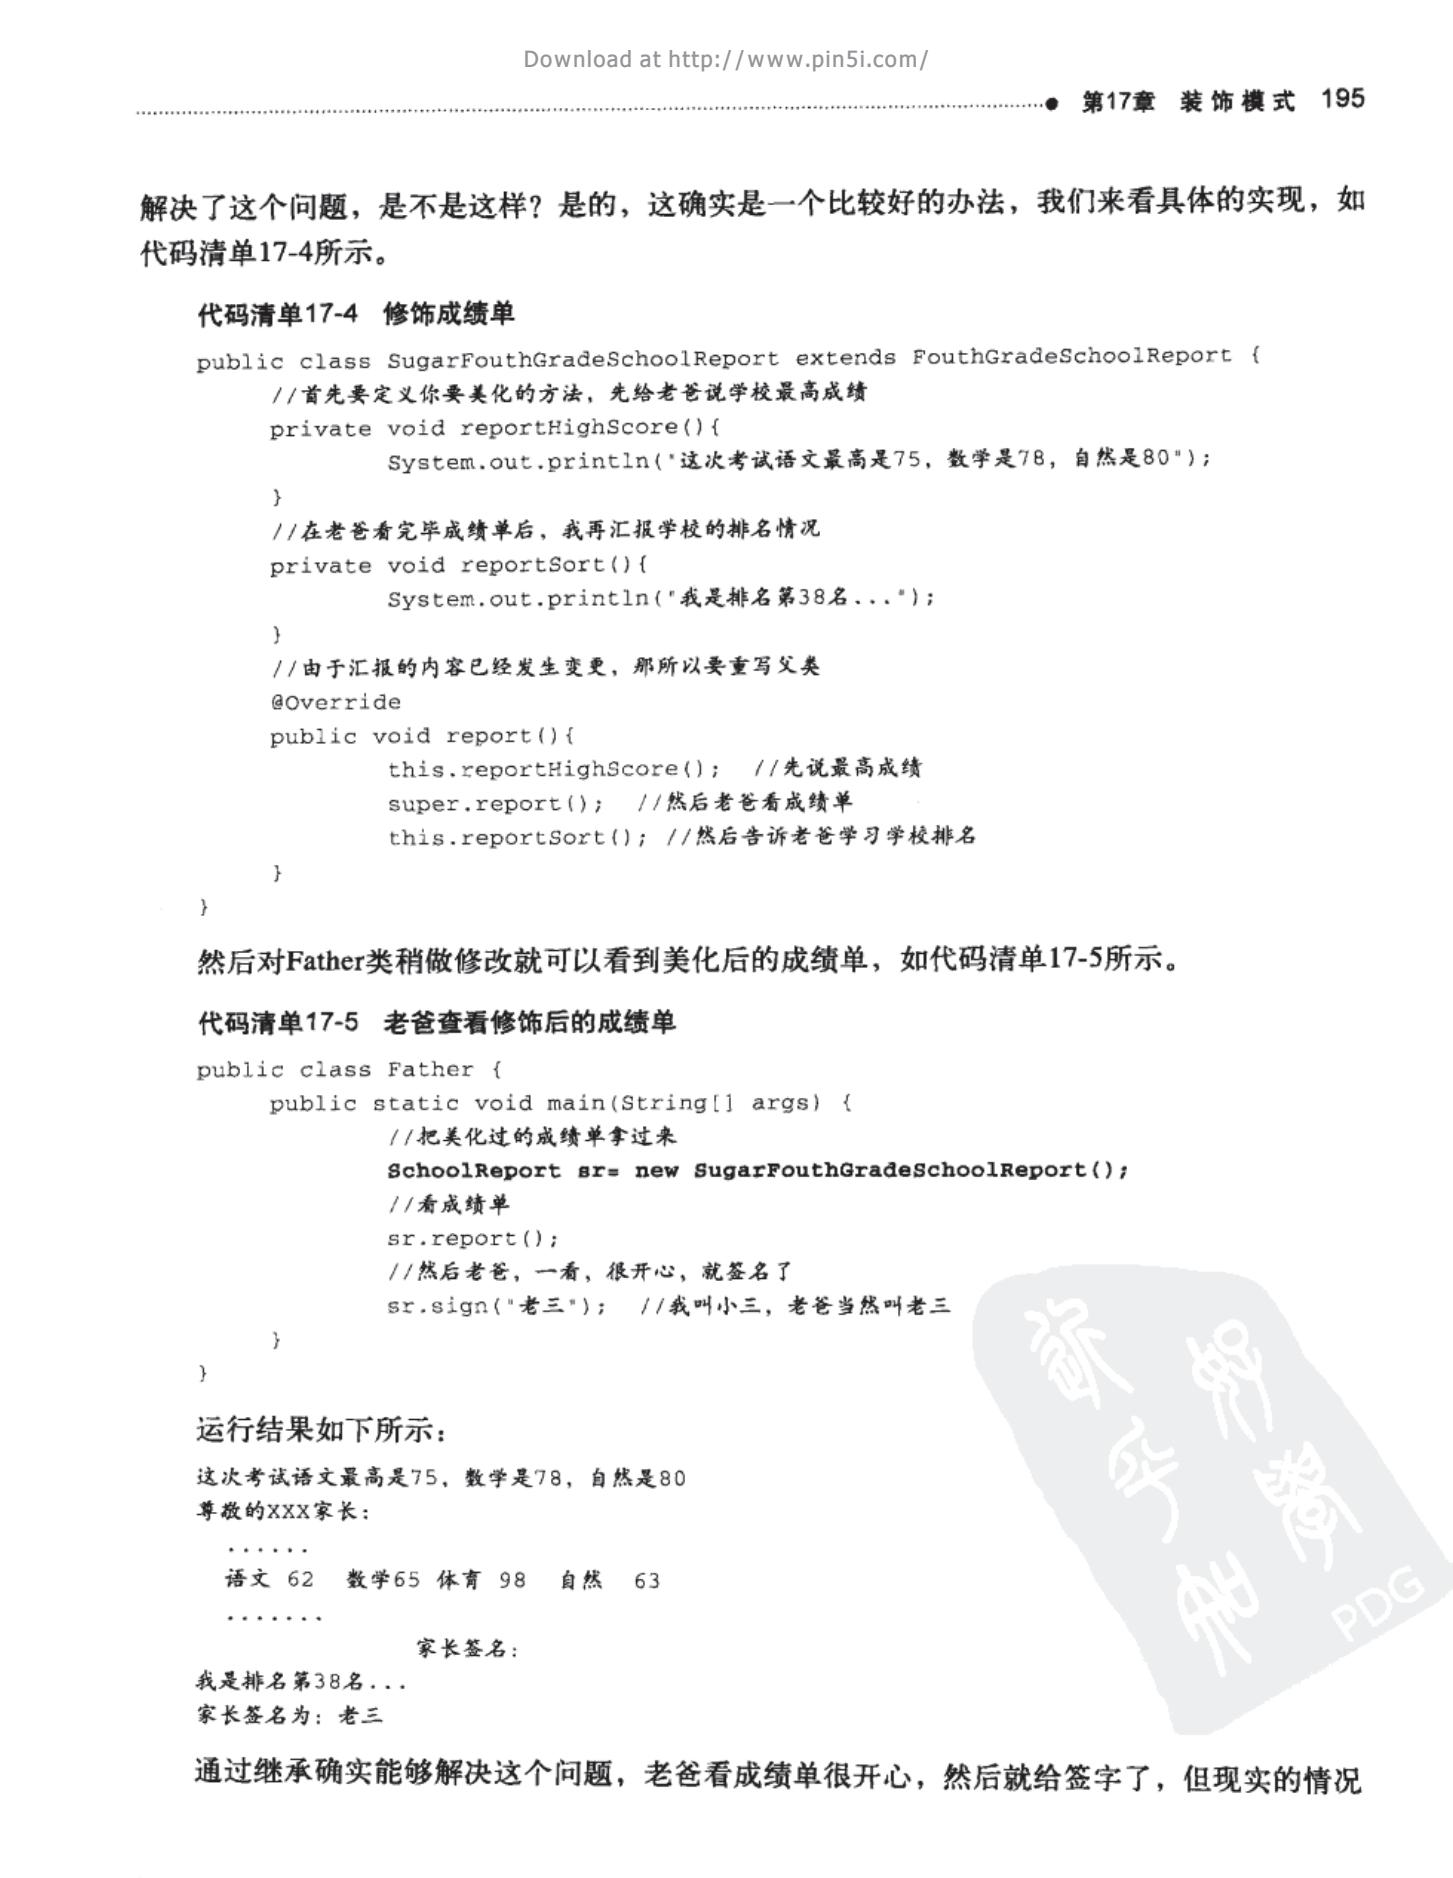 Download at http://www.pin5i.com/
第17章 装饰模式 195
解决了这个问题，是不是这样？是的，这确实是一个比较好的办法，我们来看具体的实现，如
代码清单17-4所示。
代码清单17-4 修饰成绩单
public class SugarFouthGradeSchoolReport extends FouthGradeSchoolReport {
//首先要定义你要美化的方法，先给老爸说学校最高成绩
private void reportHighScore(){
System.out.println("这次考试语文最高是75，数学是78，自然是80");
}
//在老爸看完毕成绩单后，我再汇报学校的排名情况
private void reportSort(){
System.out.println("我是排名第38名...");
}
//由于汇报的内容已经发生变更，那所以要重写父类
@Override
public void report(){
this.reportHighScore(); //先说最高成绩
super.report(); //然后老爸看成绩单
this.reportSort(); //然后告诉老爸学习学校排名
}
}
然后对Father类稍做修改就可以看到美化后的成绩单，如代码清单17-5所示。
代码清单17-5 老爸查看修饰后的成绩单
public class Father {
public static void main(String[] args) {
//把美化过的成绩单拿过来
SchoolReport sr= new SugarFouthGradeSchoolReport();
//看成绩单
sr.report();
//然后老爸，一看，很开心，就签名了
sr.sign("老三"); //我叫小三，老爸当然叫老三
}
}
运行结果如下所示：
这次考试语文最高是75，数学是78，自然是80
尊敬的XXX家长：
......
语文 62 数学65 体育 98 自然 63
.......
家长签名：
我是排名第38名...
家长签名为：老三
通过继承确实能够解决这个问题，老爸看成绩单很开心，然后就给签字了，但现实的情况
PDG